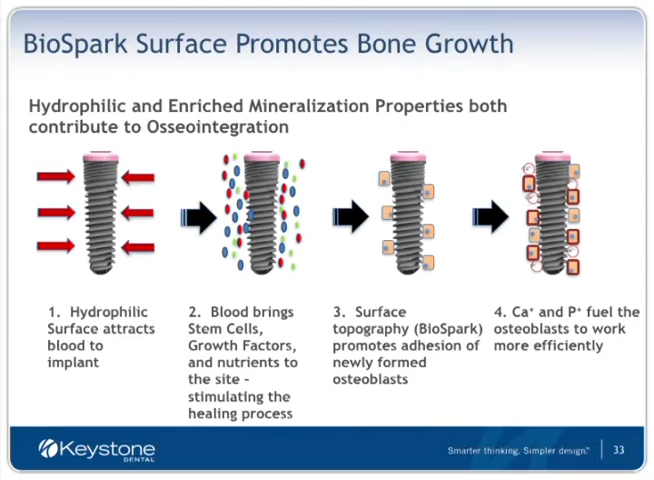 BioSpark Surface Promotes Bone Growth
Hydrophilic and Enriched Mineralization Properties both
contribute to Osseointegration
1. Hydrophilic
Surface attracts
blood to
implant
2. Blood brings
Stem Cells,
Growth Factors,
and nutrients to
the site –
stimulating the
healing process
3. Surface
topography (BioSpark)
promotes adhesion of
newly formed
osteoblasts
4. Ca⁺ and P⁺ fuel the
osteoblasts to work
more efficiently
Keystone
DENTAL
Smarter thinking. Simpler design.™
33